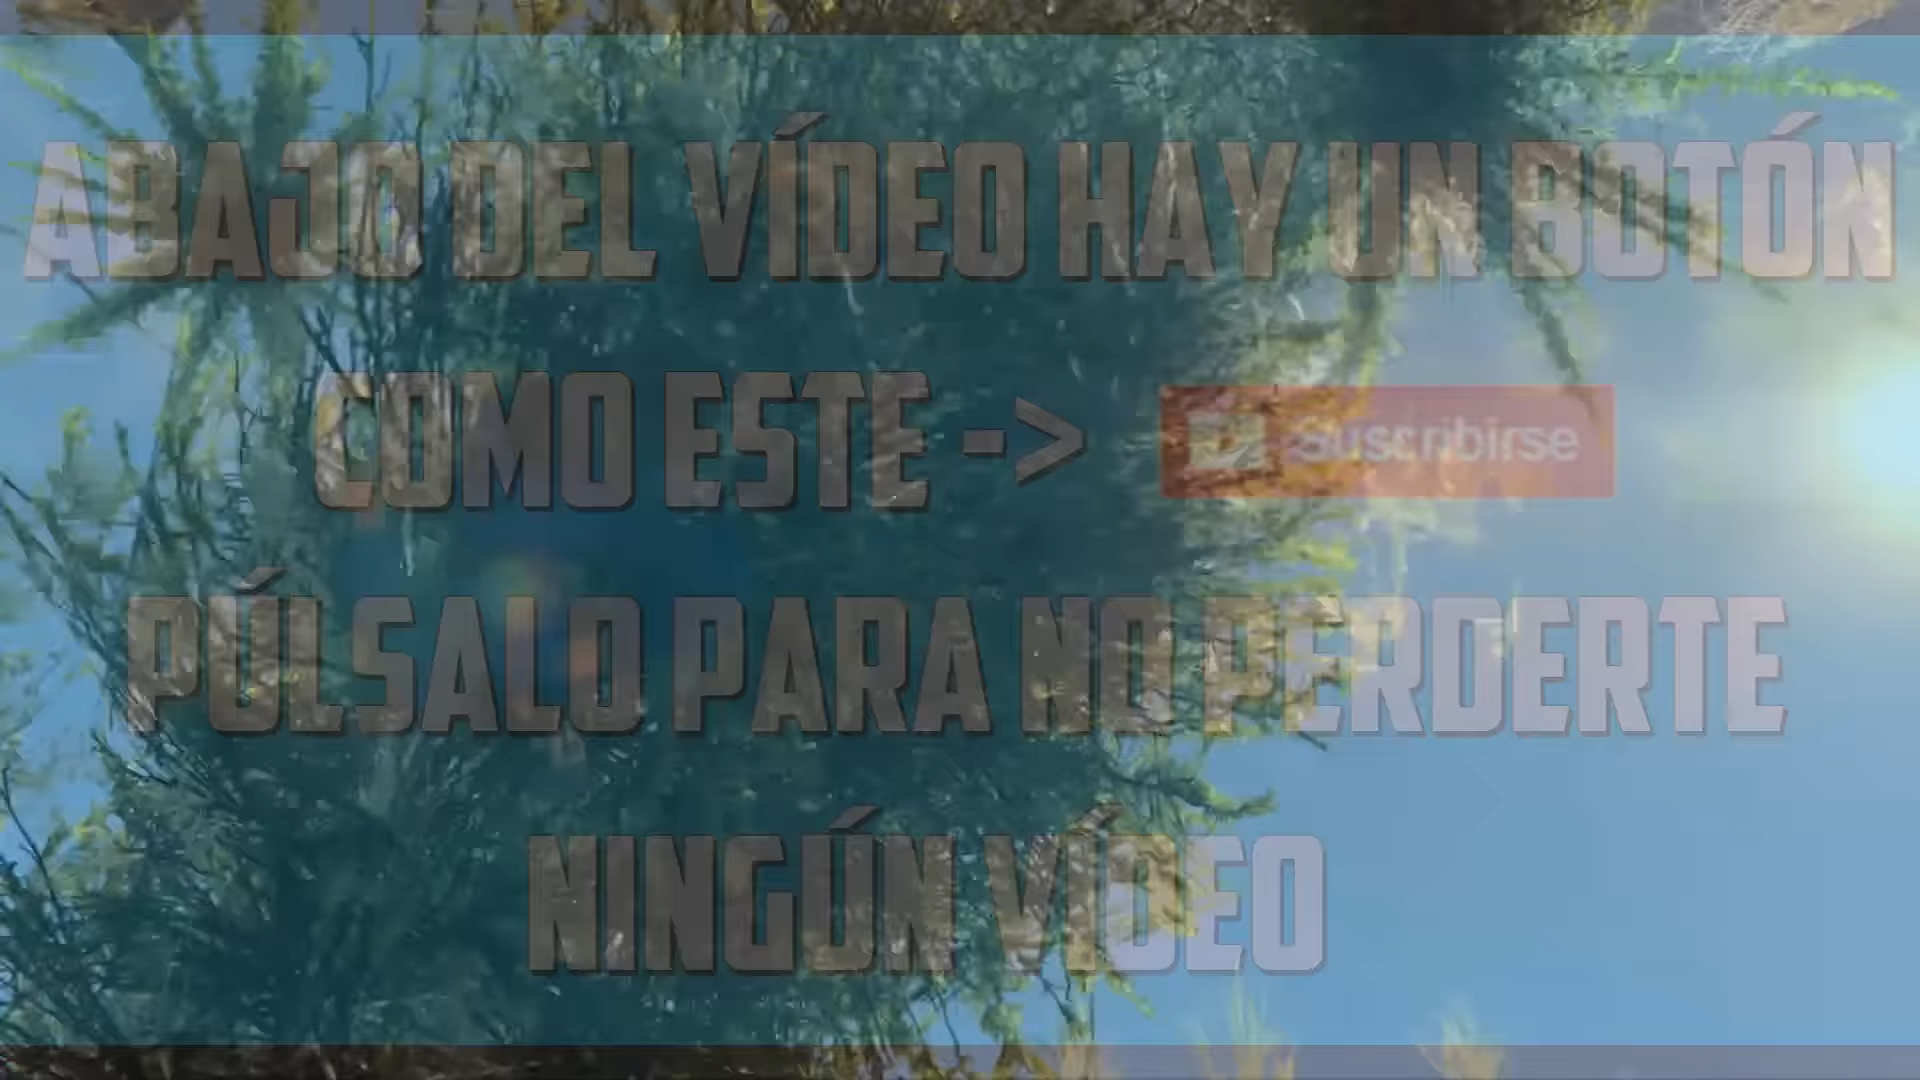 ABAJO DEL VÍDEO HAY UN BOTÓN
COMO ESTE -> Suscribirse
PÚLSALO PARA NO PERDERTE
NINGÚN VÍDEO